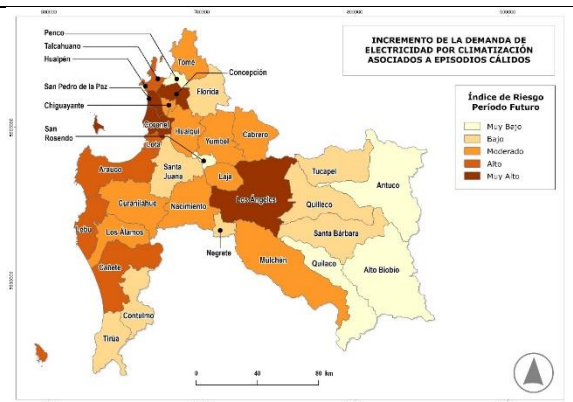 INCREMENTO DE LA DEMANDA DE
ELECTRICIDAD POR CLIMATIZACIÓN
ASOCIADOS A EPISODIOS CÁLIDOS
Índice de Riesgo
Período Futuro
Muy Bajo
Bajo
Moderado
Alto
Muy Alto
Penco
Talcahuano
Hualpén
San Pedro de la Paz
Chiguayante
San
Rosendo
Tomé
Concepción
Florida
Coronel
Hualqui
Yumbel
Cabrero
Lota
Santa
Juana
Arauco
Laja
Los Ángeles
Tucapel
Antuco
Curanilahue
Nacimiento
Quilleco
Lebu
Los Álamos
Santa Bárbara
Negrete
Cañete
Mulchén
Quilaco
Alto Biobío
Contulmo
Tirúa
0
40
80 km